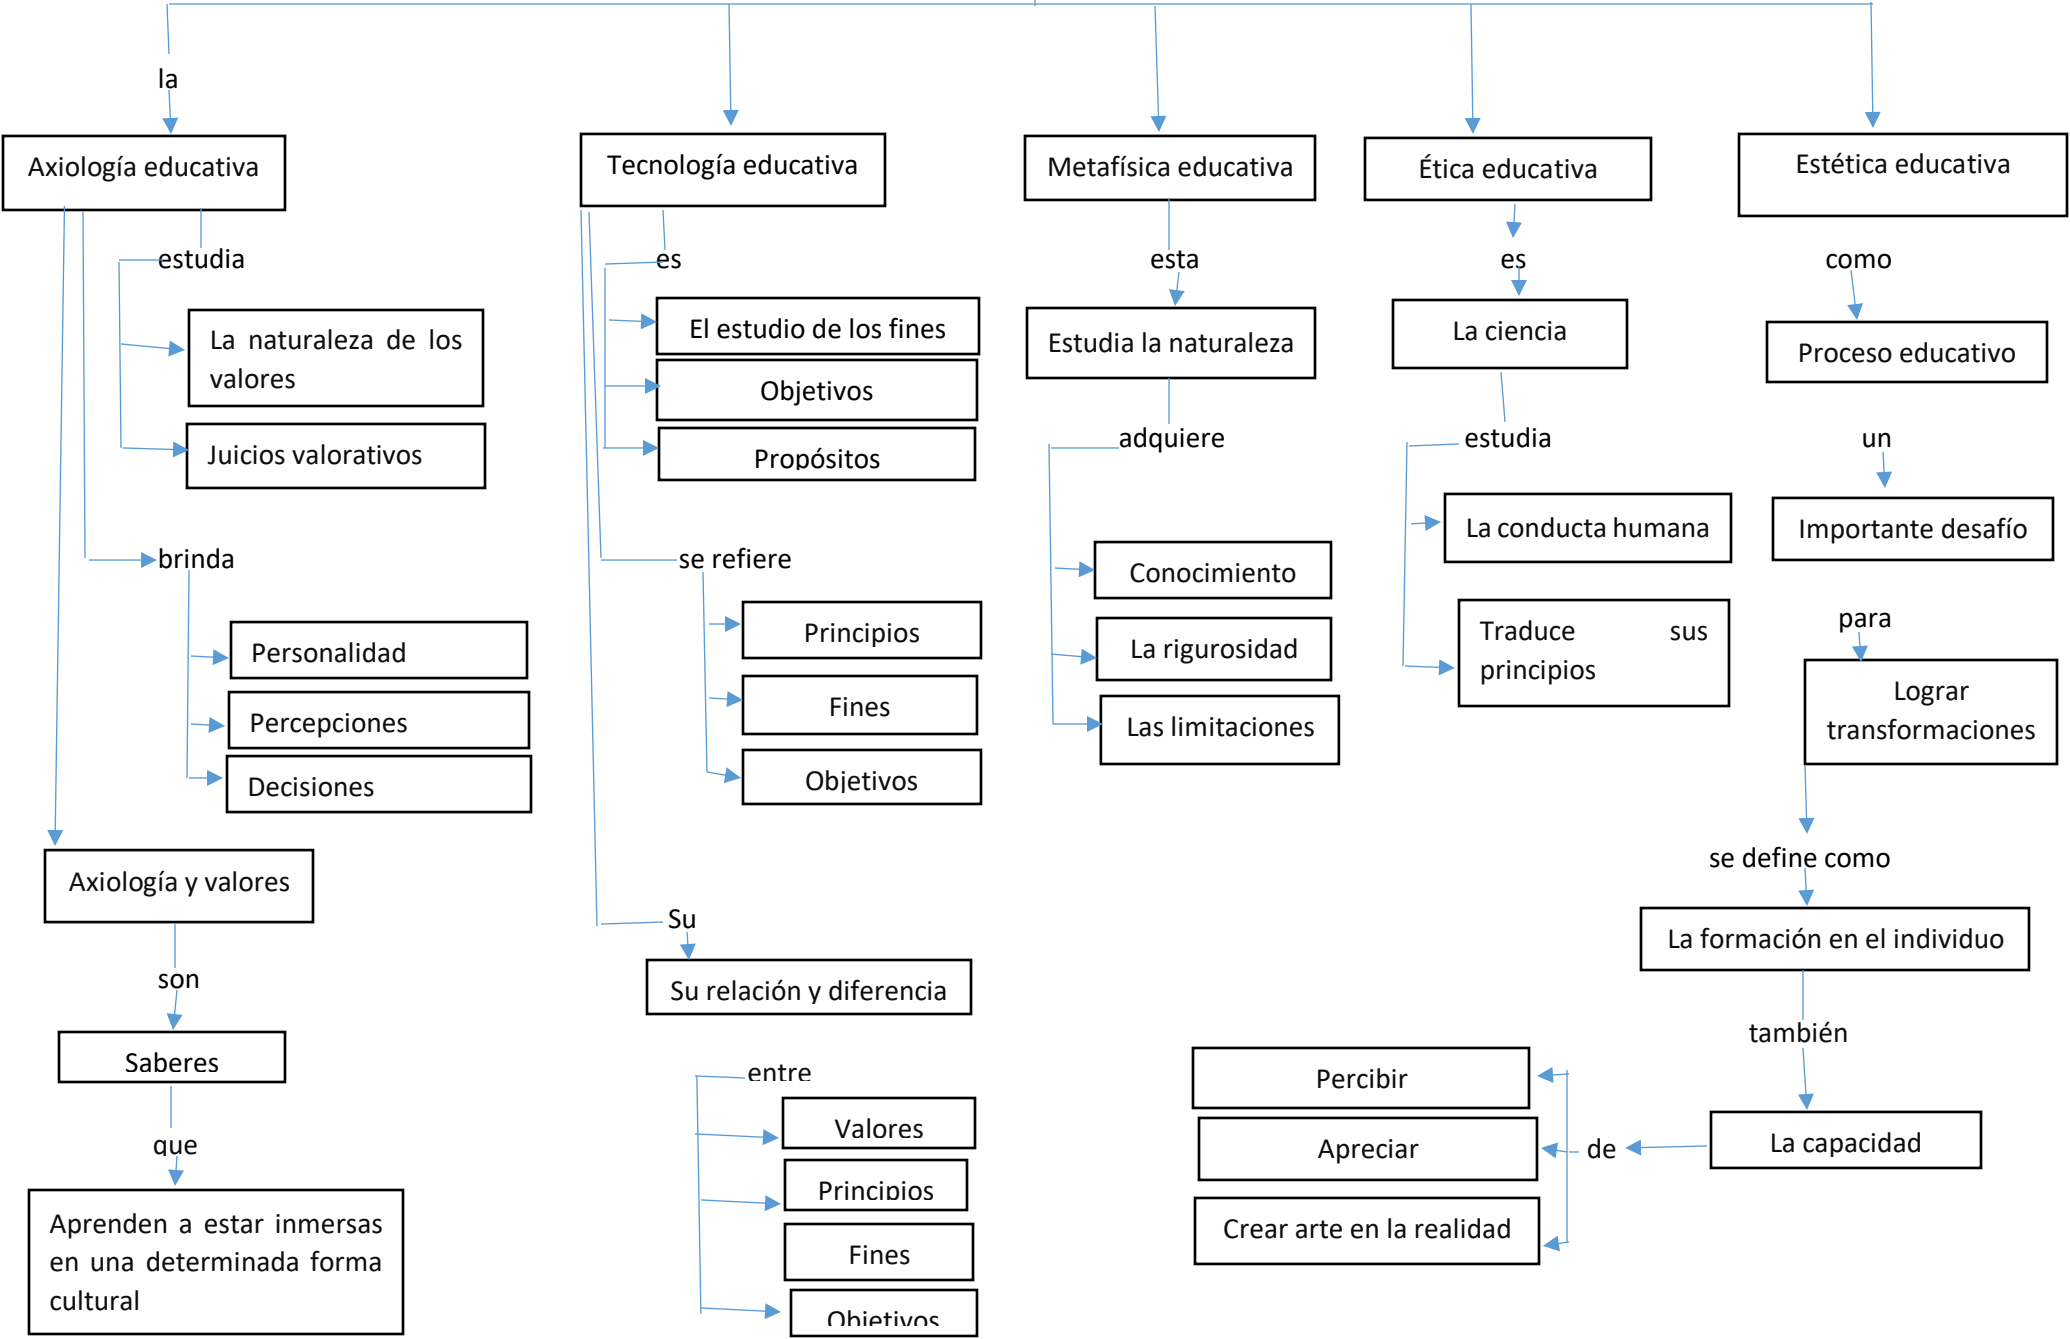 la
Axiología educativa
estudia
La naturaleza de los
valores
Juicios valorativos
brinda
Personalidad
Percepciones
Decisiones
Axiología y valores
son
Saberes
que
Aprenden a estar inmersas
en una determinada forma
cultural
Tecnología educativa
es
El estudio de los fines
Objetivos
Propósitos
se refiere
Principios
Fines
Objetivos
Su
Su relación y diferencia
entre
Valores
Principios
Fines
Objetivos
Metafísica educativa
esta
Estudia la naturaleza
adquiere
Conocimiento
La rigurosidad
Las limitaciones
Ética educativa
es
La ciencia
estudia
La conducta humana
Traduce sus
principios
Estética educativa
como
Proceso educativo
un
Importante desafío
para
Lograr
transformaciones
se define como
La formación en el individuo
también
La capacidad
de
Percibir
Apreciar
Crear arte en la realidad